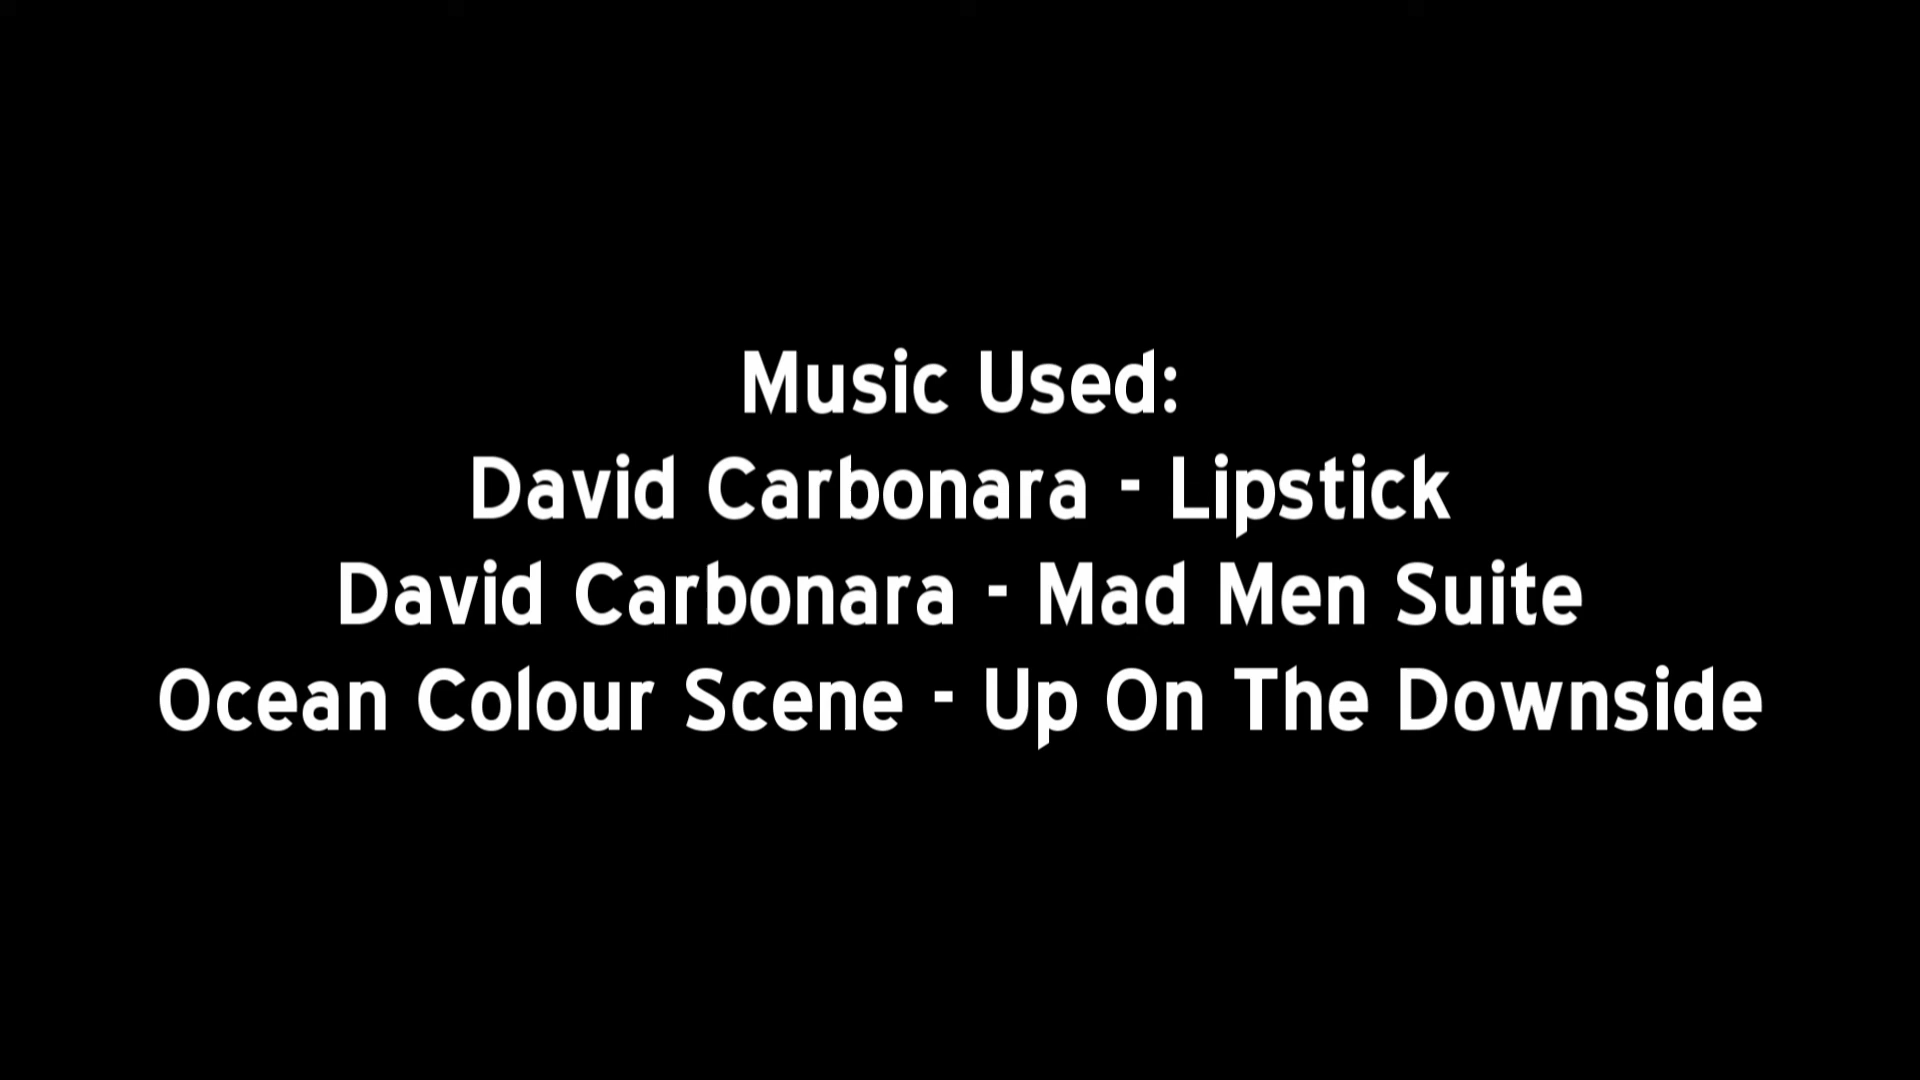 Music Used:
David Carbonara - Lipstick
David Carbonara - Mad Men Suite
Ocean Colour Scene - Up On The Downside